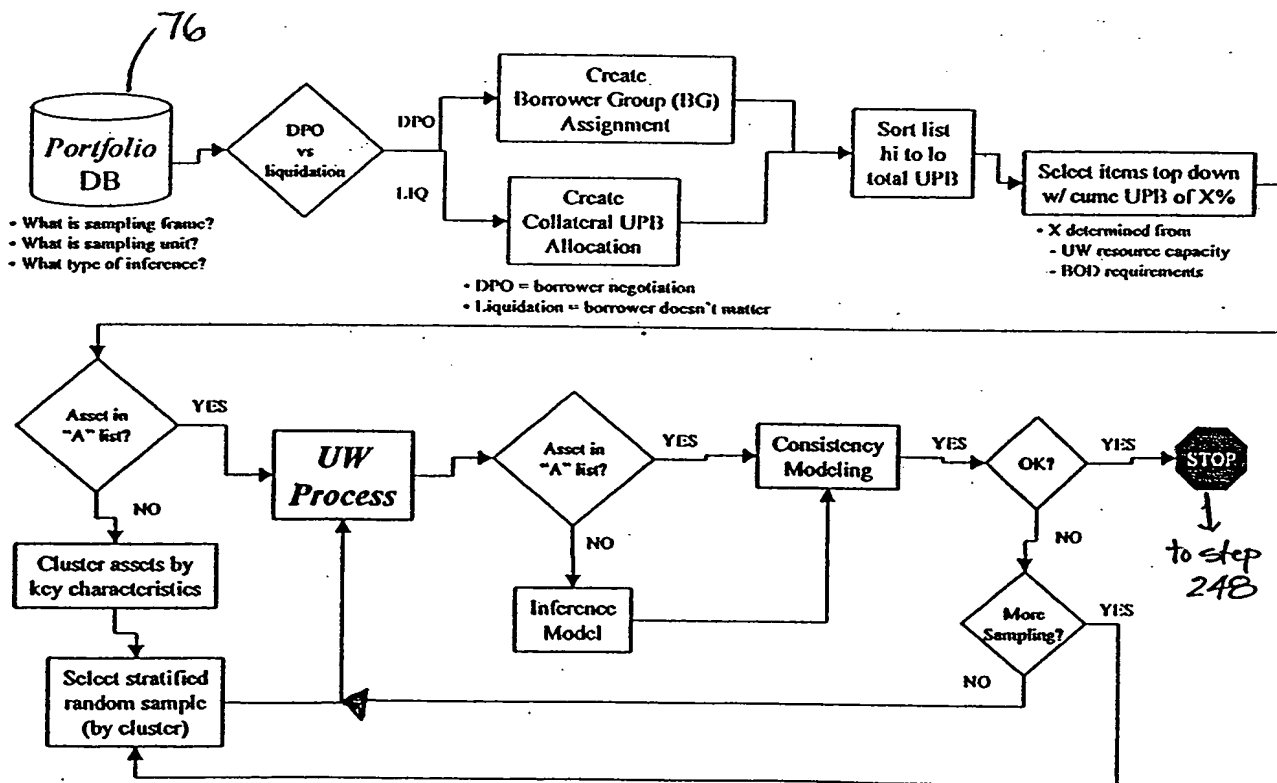 76
Portfolio
DB
• What is sampling frame?
• What is sampling unit?
• What type of inference?
DPO
vs
liquidation
DPO
LIQ
Create
Borrower Group (BG)
Assignment
Create
Collateral UPB
Allocation
• DPO = borrower negotiation
• Liquidation = borrower doesn't matter
Sort list
hi to lo
total UPB
Select items top down
w/ cume UPB of X%
• X determined from
- UW resource capacity
- BOD requirements
Asset in
"A" list?
YES
NO
Cluster assets by
key characteristics
Select stratified
random sample
(by cluster)
UW
Process
Asset in
"A" list?
YES
NO
Inference
Model
Consistency
Modeling
YES
OK?
YES
STOP
to step
248
NO
More
Sampling?
YES
NO